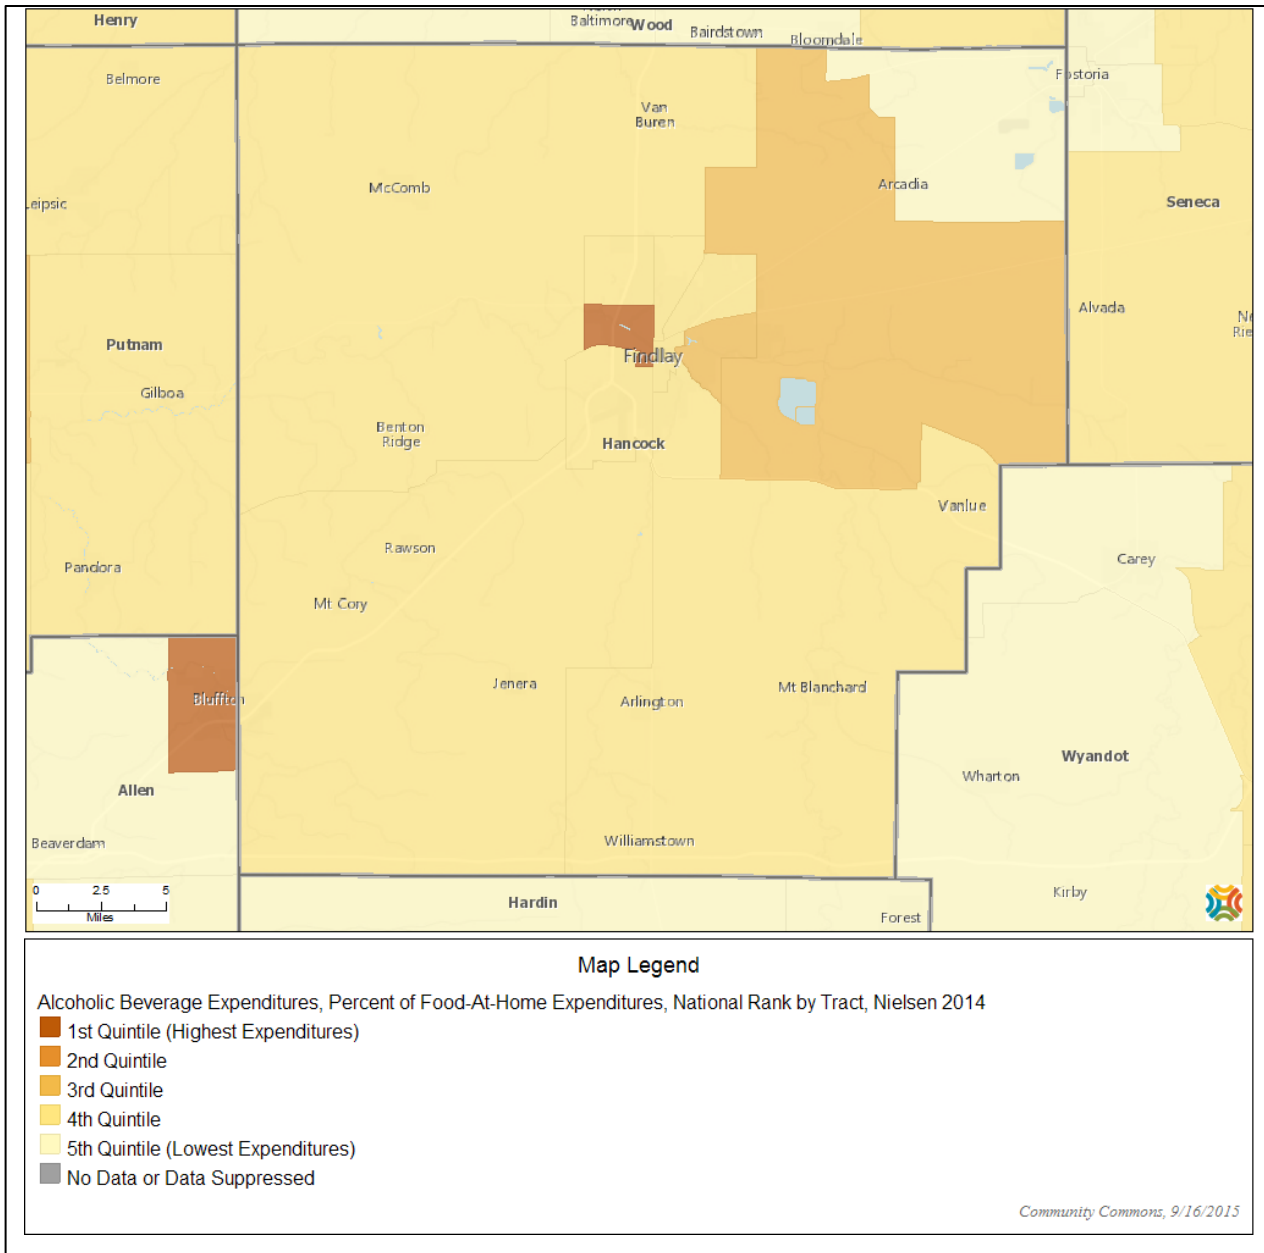 Henry
Baltimore
Wood
Bairdstown
Bloomdale
Belmore
Fostoria
Van
Buren
McComb
Arcadia
Leipsic
Seneca
Alvada
Putnam
Findlay
Gilboa
Benton
Ridge
Hancock
Vanlue
Rawson
Carey
Pandora
Mt Cory
Jenera
Mt Blanchard
Bluffton
Arlington
Wyandot
Wharton
Allen
Beaverdam
Williamstown
0 2.5 5
Miles
Hardin
Kirby
Forest
Map Legend
Alcoholic Beverage Expenditures, Percent of Food-At-Home Expenditures, National Rank by Tract, Nielsen 2014
1st Quintile (Highest Expenditures)
2nd Quintile
3rd Quintile
4th Quintile
5th Quintile (Lowest Expenditures)
No Data or Data Suppressed
Community Commons, 9/16/2015